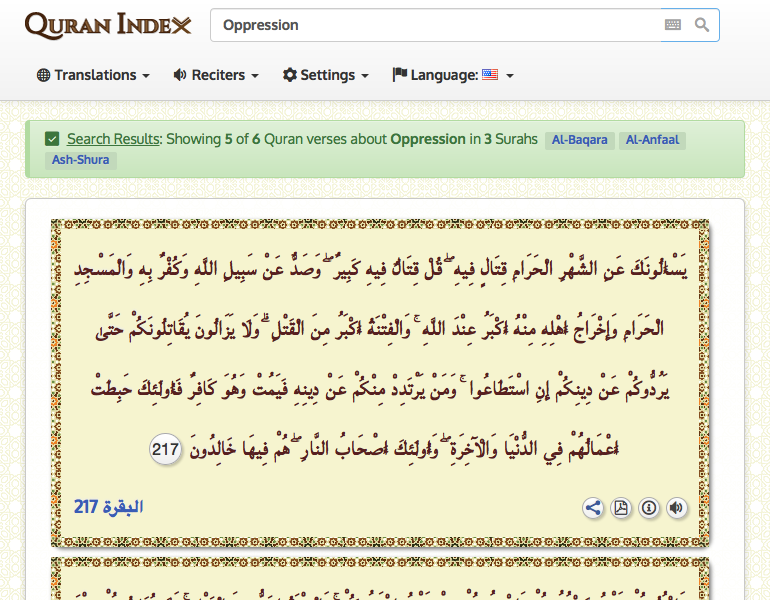 QURAN INDEX
Oppression
Translations Reciters Settings Language:
Search Results: Showing 5 of 6 Quran verses about Oppression in 3 Surahs Al-Baqara Al-Anfaal
Ash-Shura
يَسْأَلُونَكَ عَنِ الشَّهْرِ الْحَرَامِ قِتَالٍ فِيهِ ۖ قُلْ قِتَالٌ فِيهِ كَبِيرٌ ۖ وَصَدٌّ عَنْ سَبِيلِ اللَّهِ وَكُفْرٌ بِهِ وَالْمَسْجِدِ
الْحَرَامِ وَإِخْرَاجُ أَهْلِهِ مِنْهُ أَكْبَرُ عِنْدَ اللَّهِ ۚ وَالْفِتْنَةُ أَكْبَرُ مِنَ الْقَتْلِ ۗ وَلَا يَزَالُونَ يُقَاتِلُونَكُمْ حَتَّىٰ
يَرُدُّوكُمْ عَنْ دِينِكُمْ إِنِ اسْتَطَاعُوا ۚ وَمَنْ يَرْتَدِدْ مِنْكُمْ عَنْ دِينِهِ فَيَمُتْ وَهُوَ كَافِرٌ فَأُولَٰئِكَ حَبِطَتْ
أَعْمَالُهُمْ فِي الدُّنْيَا وَالْآخِرَةِ ۖ وَأُولَٰئِكَ أَصْحَابُ النَّارِ ۖ هُمْ فِيهَا خَالِدُونَ 217
البقرة 217